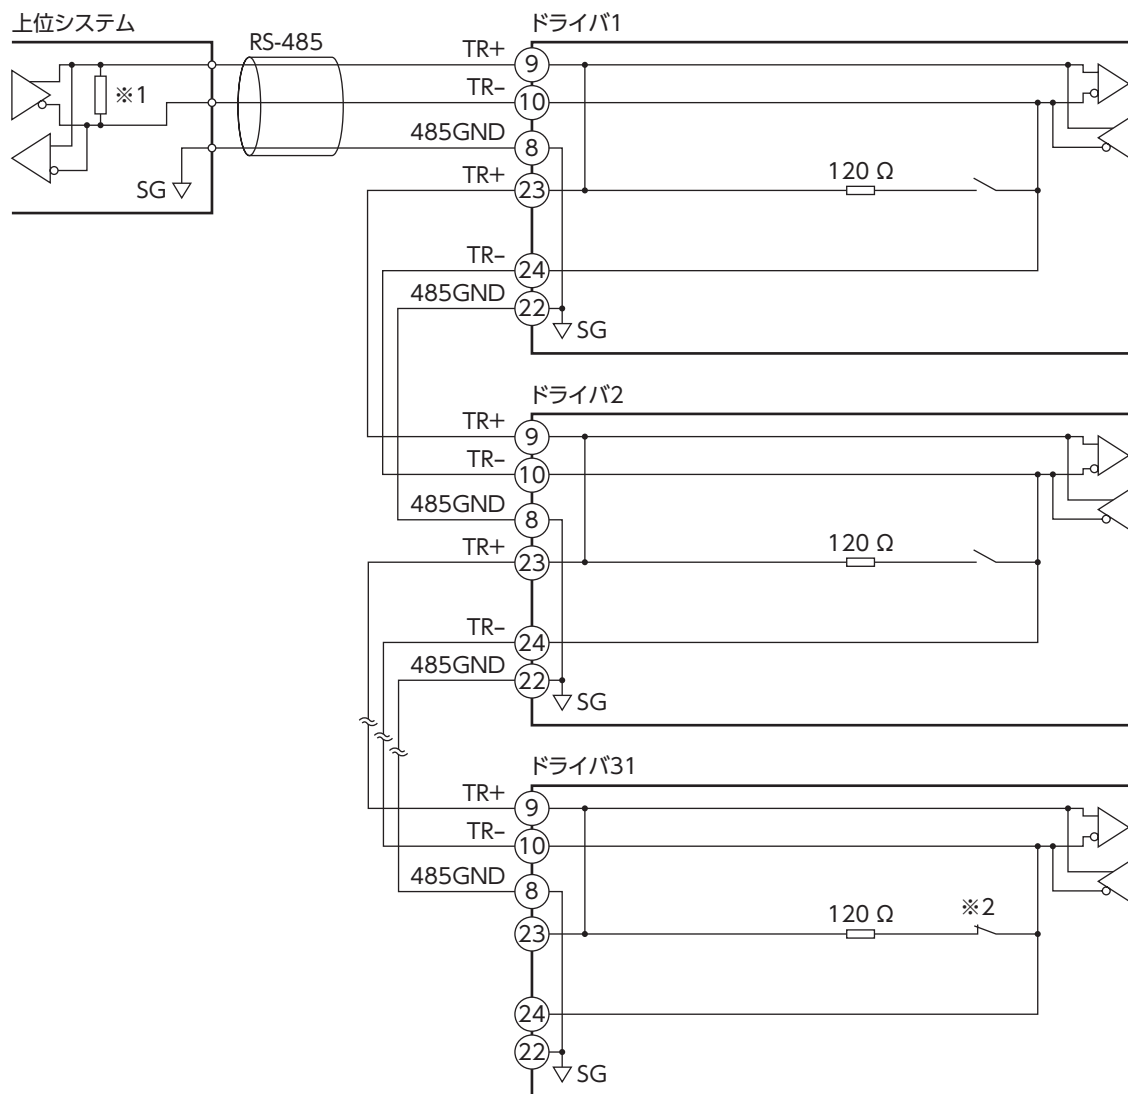 上位システム
RS-485
※1
SG
ドライバ1
TR+
9
TR–
10
485GND
8
TR+
23
120 Ω
TR–
24
485GND
22
SG
ドライバ2
TR+
9
TR–
10
485GND
8
TR+
23
120 Ω
TR–
24
485GND
22
SG
ドライバ31
TR+
9
TR–
10
485GND
8
23
120 Ω
※2
24
22
SG